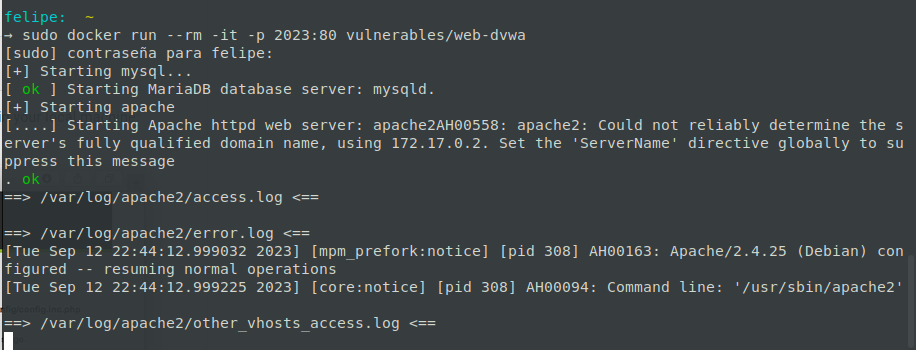 felipe:  ~
→ sudo docker run --rm -it -p 2023:80 vulnerables/web-dvwa
[sudo] contraseña para felipe:
[+] Starting mysql...
[ ok ] Starting MariaDB database server: mysqld.
[+] Starting apache
[....] Starting Apache httpd web server: apache2AH00558: apache2: Could not reliably determine the s
erver's fully qualified domain name, using 172.17.0.2. Set the 'ServerName' directive globally to su
ppress this message
. ok
==> /var/log/apache2/access.log <==

==> /var/log/apache2/error.log <==
[Tue Sep 12 22:44:12.999032 2023] [mpm_prefork:notice] [pid 308] AH00163: Apache/2.4.25 (Debian) con
figured -- resuming normal operations
[Tue Sep 12 22:44:12.999225 2023] [core:notice] [pid 308] AH00094: Command line: '/usr/sbin/apache2'

==> /var/log/apache2/other_vhosts_access.log <==